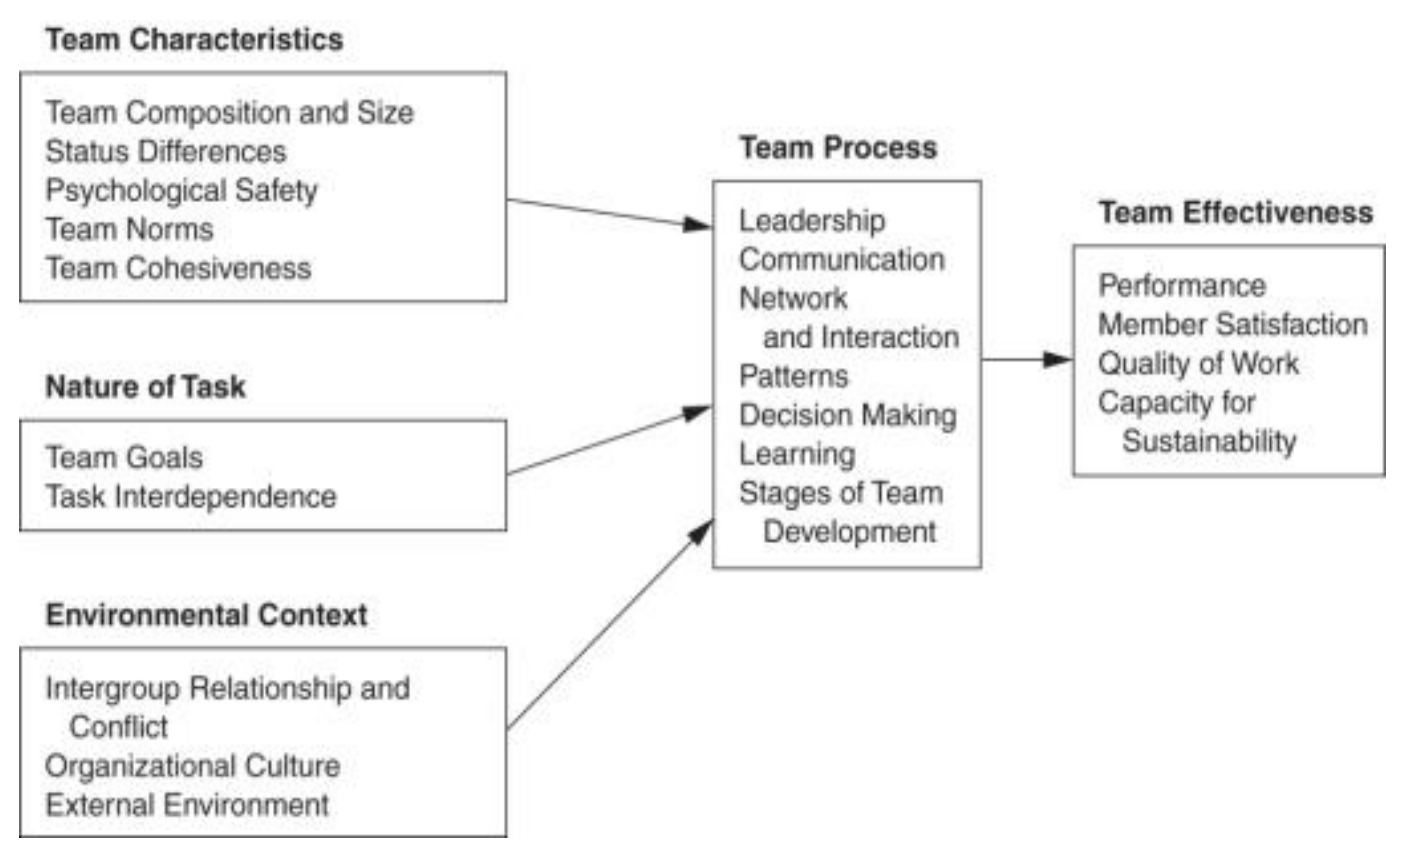 Team Characteristics
Team Composition and Size
Status Differences
Psychological Safety
Team Norms
Team Cohesiveness
Nature of Task
Team Goals
Task Interdependence
Environmental Context
Intergroup Relationship and
Conflict
Organizational Culture
External Environment
Team Process
Leadership
Communication
Network
and Interaction
Patterns
Decision Making
Learning
Stages of Team
Development
Team Effectiveness
Performance
Member Satisfaction
Quality of Work
Capacity for
Sustainability